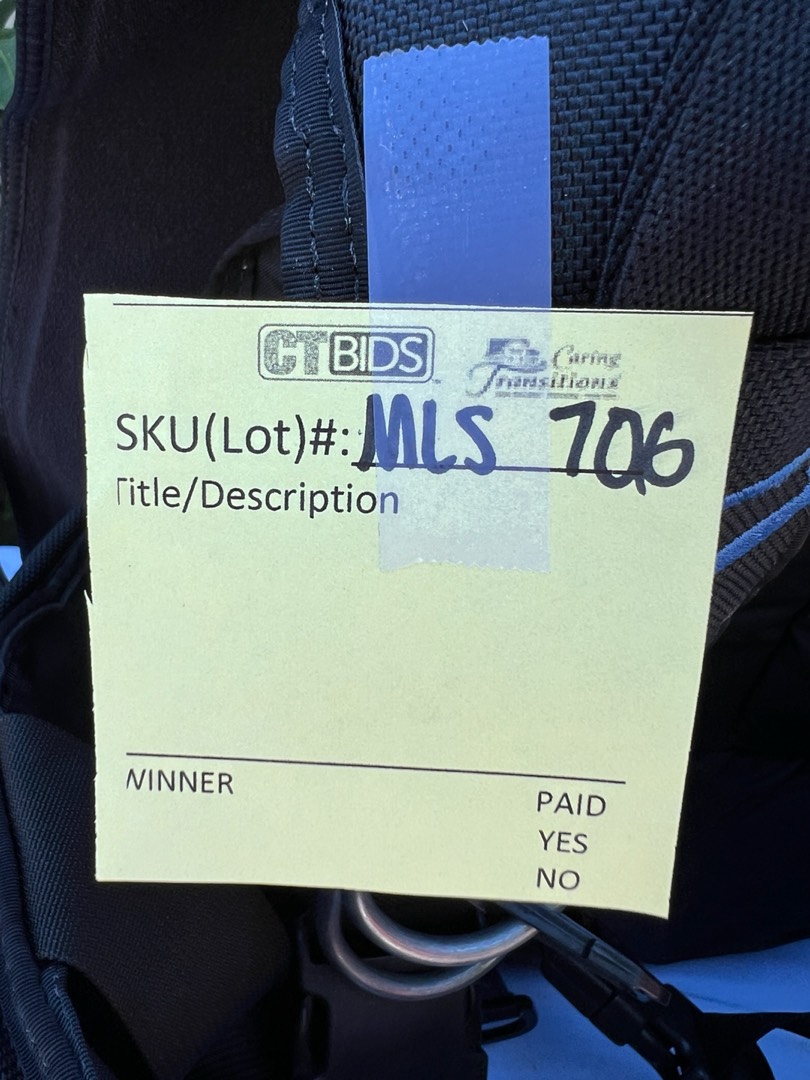 CTBIDS Caring Transitions
SKU(Lot)#: MLS 706
Title/Description
WINNER
PAID
YES
NO